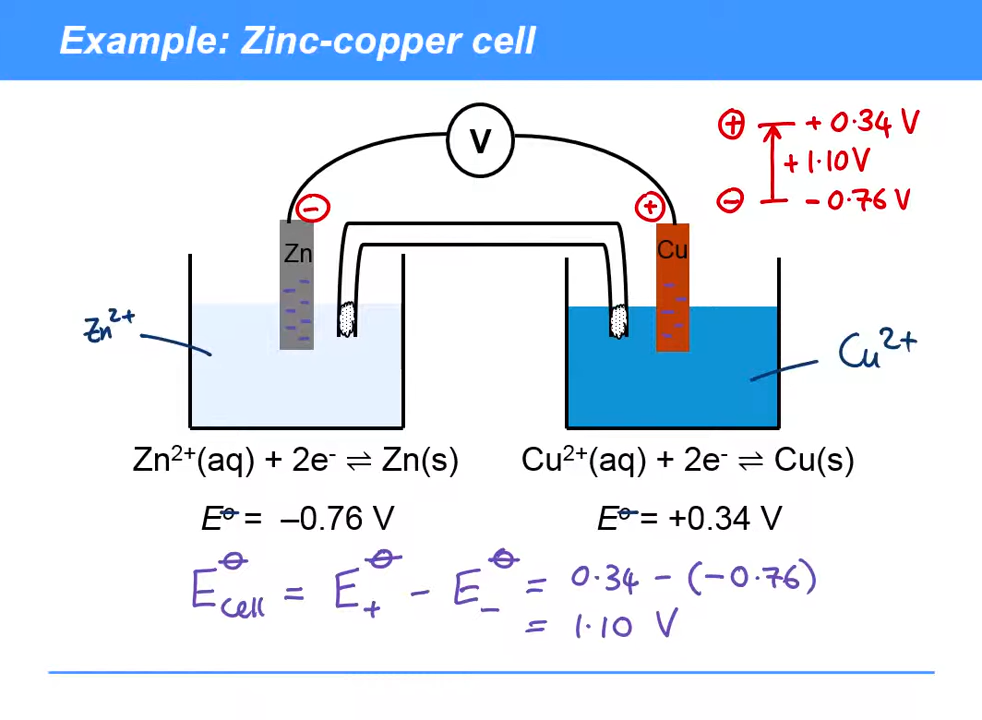 Example: Zinc-copper cell
V
⊕ + 0.34 V
+ 1.10 V
⊖ - 0.76 V
⊖ ⊕
Zn Cu
Zn²⁺ Cu²⁺
Zn²⁺(aq) + 2e⁻ ⇌ Zn(s) Cu²⁺(aq) + 2e⁻ ⇌ Cu(s)
E⦵ = –0.76 V E⦵ = +0.34 V
E⦵cell = E⦵₊ - E⦵₋ = 0.34 - (-0.76)
= 1.10 V